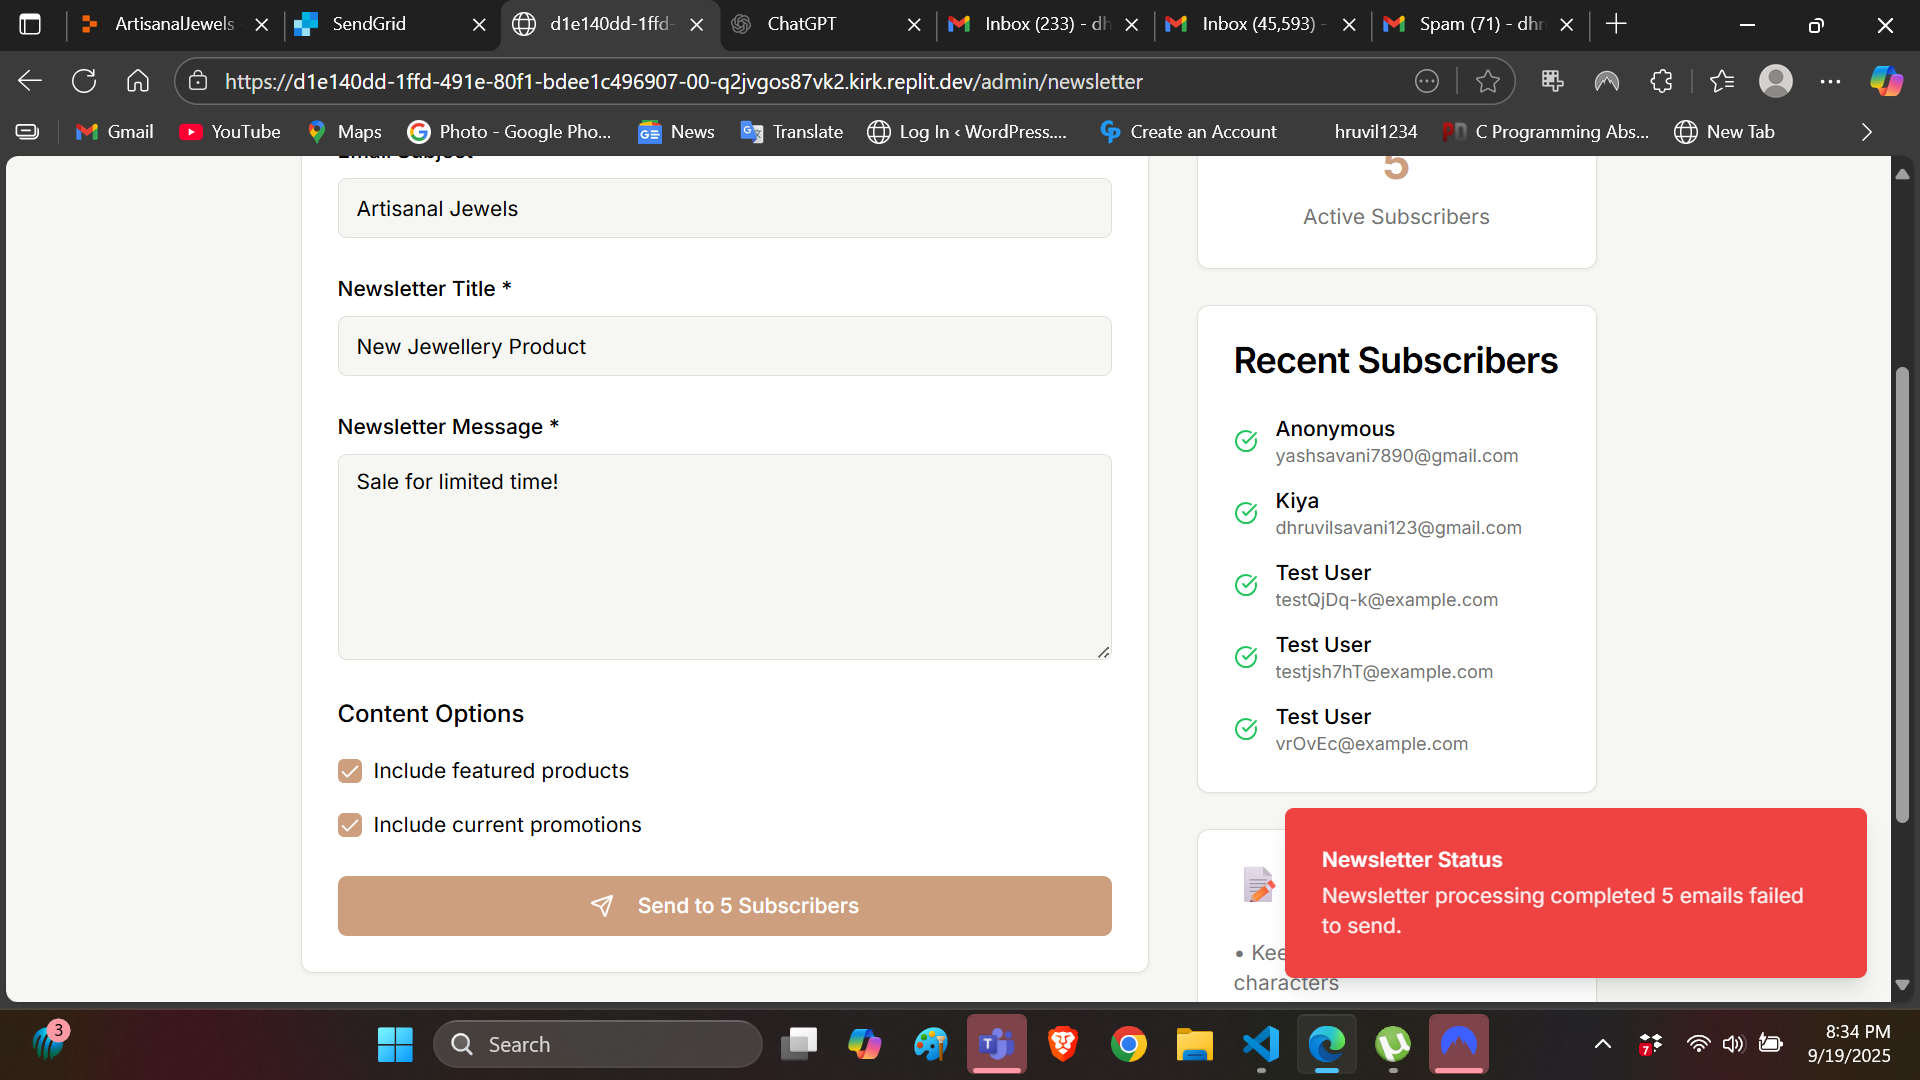 ArtisanalJewels
SendGrid
d1e140dd-1ffd-
ChatGPT
Inbox (233) - dh
Inbox (45,593) -
Spam (71) - dhr
https://d1e140dd-1ffd-491e-80f1-bdee1c496907-00-q2jvgos87vk2.kirk.replit.dev/admin/newsletter
Gmail
YouTube
Maps
Photo - Google Pho...
News
Translate
Log In ‹ WordPress....
Create an Account
hruvil1234
C Programming Abs...
New Tab
Email Subject
Artisanal Jewels
Newsletter Title *
New Jewellery Product
Newsletter Message *
Sale for limited time!
Content Options
Include featured products
Include current promotions
Send to 5 Subscribers
5
Active Subscribers
Recent Subscribers
Anonymous
yashsavani7890@gmail.com
Kiya
dhruvilsavani123@gmail.com
Test User
testQjDq-k@example.com
Test User
testjsh7hT@example.com
Test User
vrOvEc@example.com
• Kee
characters
Newsletter Status
Newsletter processing completed 5 emails failed
to send.
3
Search
7
8:34 PM
9/19/2025